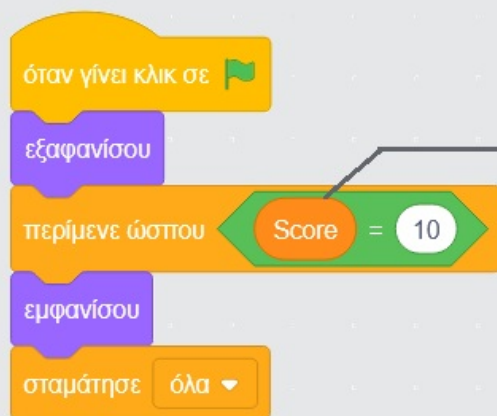 όταν γίνει κλικ σε
εξαφανίσου
περίμενε ώσπου Score = 10
εμφανίσου
σταμάτησε όλα